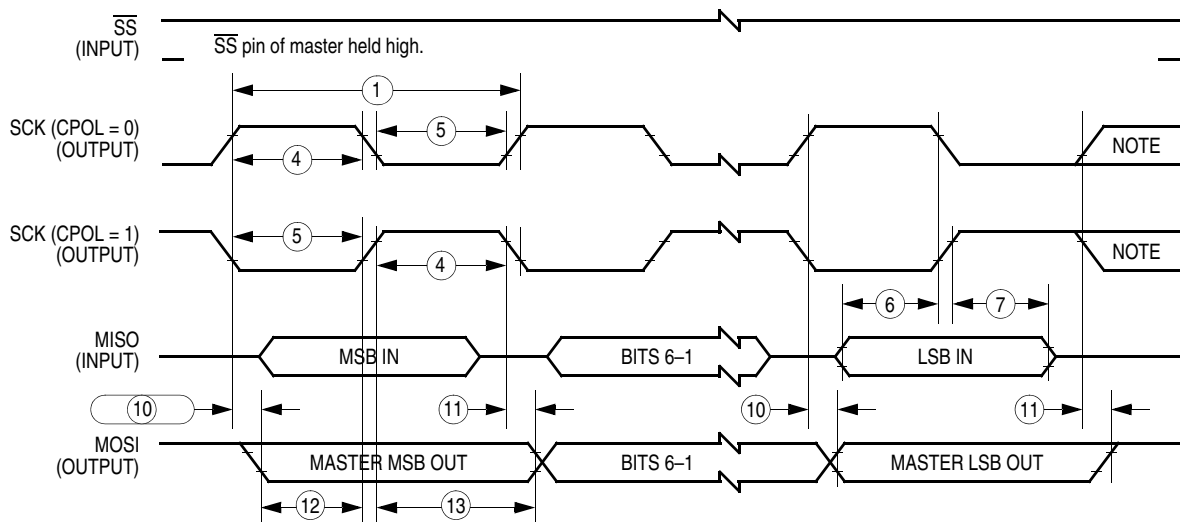 SS
(INPUT)
SS pin of master held high.
1
SCK (CPOL = 0)
(OUTPUT)
5
4
NOTE
SCK (CPOL = 1)
(OUTPUT)
5
4
NOTE
6
7
MISO
(INPUT)
MSB IN
BITS 6–1
LSB IN
10
11
10
11
MOSI
(OUTPUT)
MASTER MSB OUT
BITS 6–1
MASTER LSB OUT
12
13